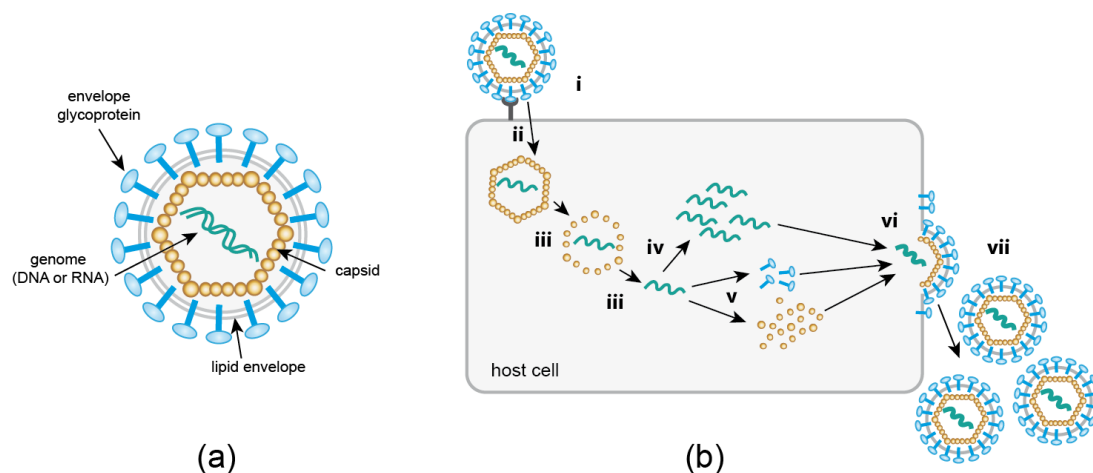 envelope
glycoprotein
genome
(DNA or RNA)
capsid
lipid envelope
(a)
i
ii
iii
iii
iv
v
vi
vii
host cell
(b)